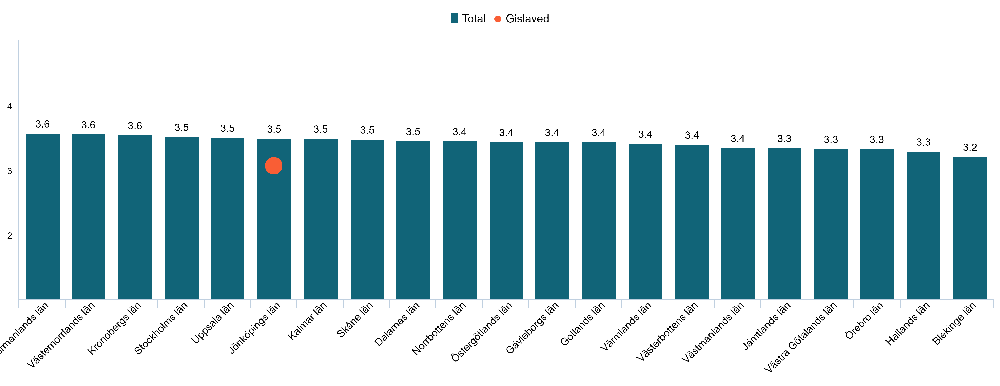 Total Gislaved
4
3
2
3.6 3.6 3.6 3.5 3.5 3.5 3.5 3.5 3.5 3.4 3.4 3.4 3.4 3.4 3.4 3.4 3.3 3.3 3.3 3.3 3.2
ermanlands län
Västernorrlands län
Kronobergs län
Stockholms län
Uppsala län
Jönköpings län
Kalmar län
Skåne län
Dalarnas län
Norrbottens län
Östergötlands län
Gävleborgs län
Gotlands län
Värmlands län
Västerbottens län
Västmanlands län
Jämtlands län
Västra Götalands län
Örebro län
Hallands län
Blekinge län